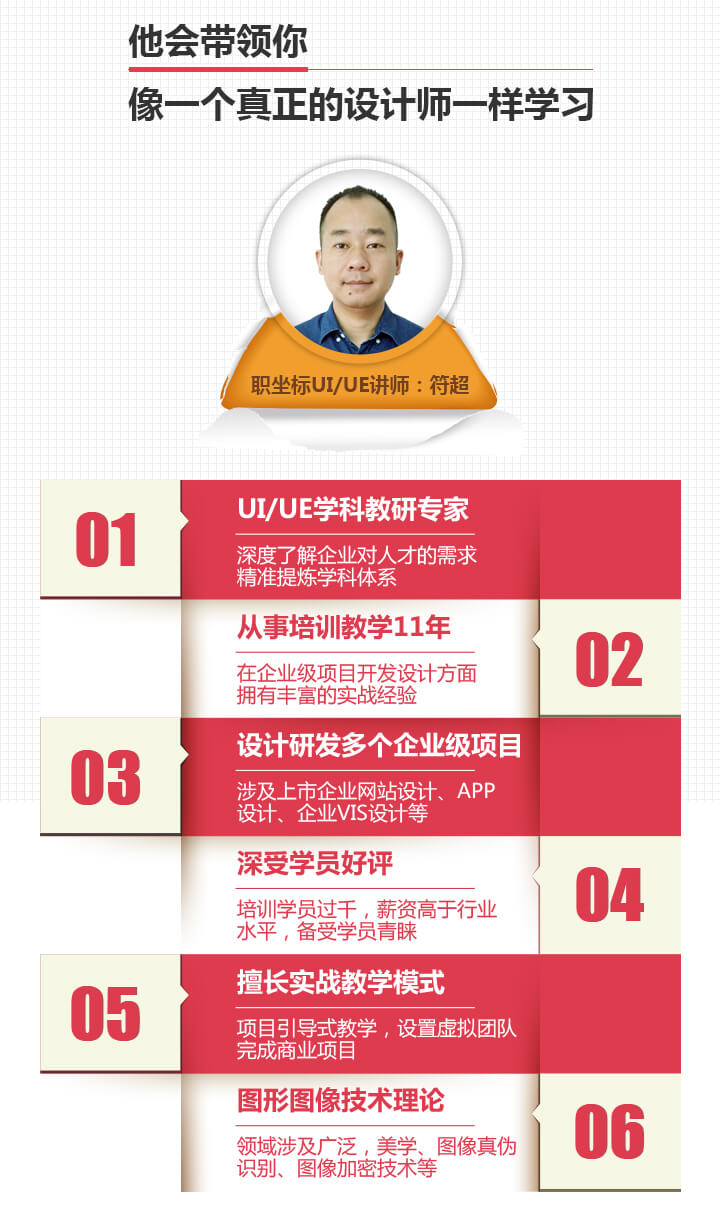 他会带领你
像一个真正的设计师一样学习
职坐标UI/UE讲师：符超
01
UI/UE学科教研专家
深度了解企业对人才的需求
精准提炼学科体系
从事培训教学11年
02
在企业级项目开发设计方面
拥有丰富的实战经验
03
设计研发多个企业级项目
涉及上市企业网站设计、APP
设计、企业VIS设计等
深受学员好评
04
培训学员过千，薪资高于行业
水平，备受学员青睐
05
擅长实战教学模式
项目引导式教学，设置虚拟团队
完成商业项目
图形图像技术理论
06
领域涉及广泛，美学、图像真伪
识别、图像加密技术等